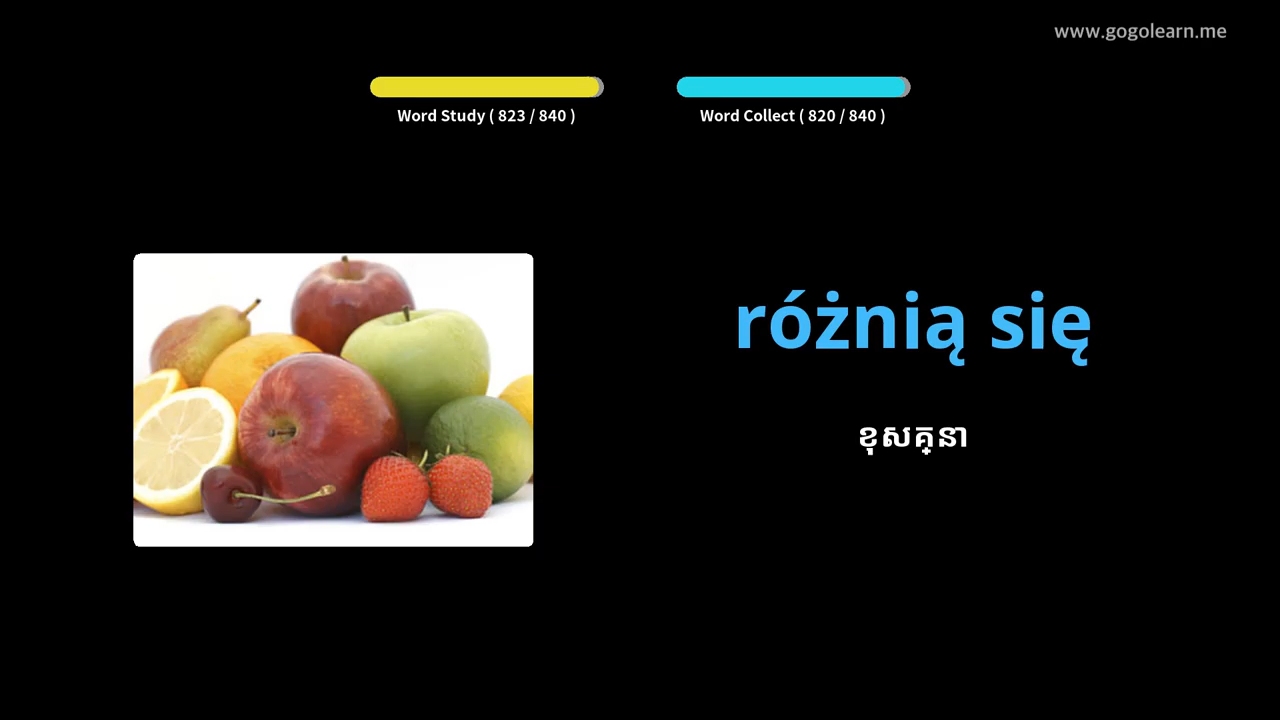 www.gogolearn.me
Word Study ( 823 / 840 )
Word Collect ( 820 / 840 )
różnią się
ខុសគ្នា